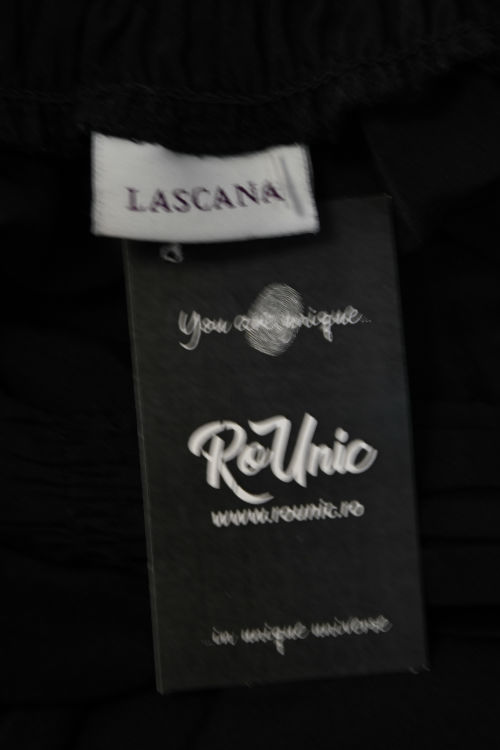 LASCANA
You are unique...
RoUnic
www.rounic.ro
...in unique universe